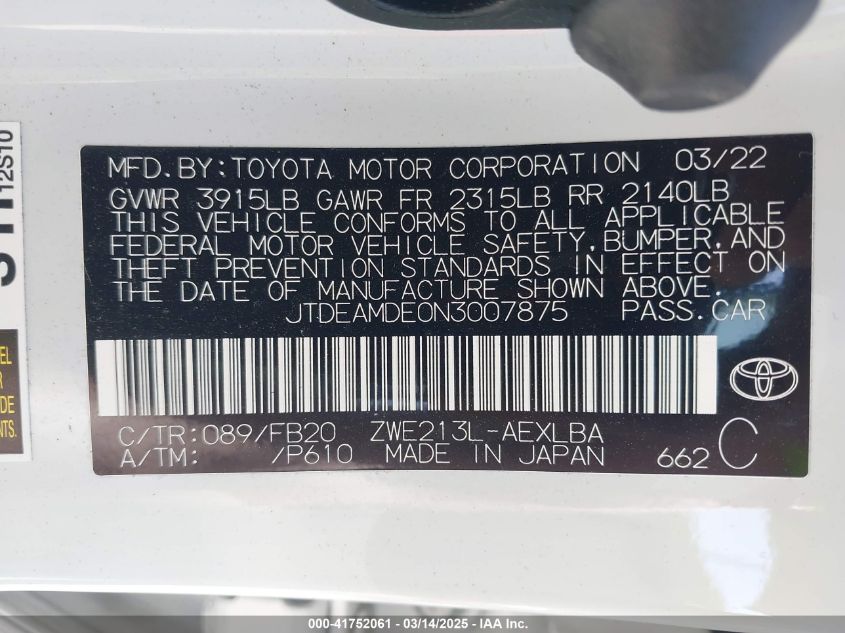 MFD.BY:TOYOTA MOTOR CORPORATION 03/22
GVWR 3915LB GAWR FR 2315LB RR 2140LB
THIS VEHICLE CONFORMS TO ALL APPLICABLE
FEDERAL MOTOR VEHICLE SAFETY,BUMPER,AND
THEFT PREVENTION STANDARDS IN EFFECT ON
THE DATE OF MANUFACTURE SHOWN ABOVE.
JTDEAMDE0N3007875 PASS.CAR
C/TR:089/FB20 ZWE213L-AEXLBA
A/TM: /P610 MADE IN JAPAN 662 C
12S10
DE
NTS.
000-41752061 - 03/14/2025 - IAA, Inc.